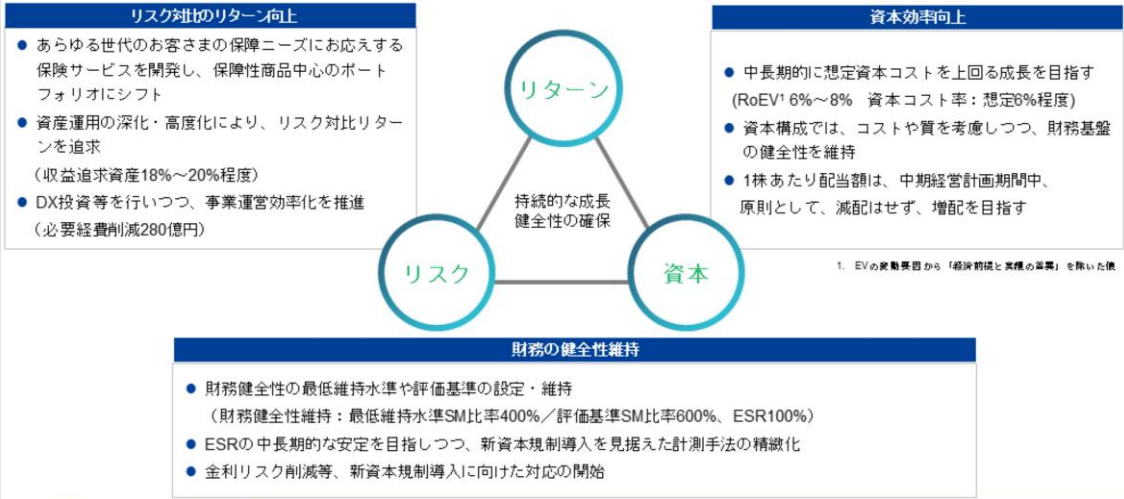 リスク対比のリターン向上
● あらゆる世代のお客さまの保障ニーズにお応えする
保険サービスを開発し、保障性商品中心のポート
フォリオにシフト
● 資産運用の深化・高度化により、リスク対比リター
ンを追求
（収益追求資産18%～20%程度）
● DX投資等を行いつつ、事業運営効率化を推進
（必要経費削減280億円）
リターン
リスク
資本
持続的な成長
健全性の確保
資本効率向上
● 中長期的に想定資本コストを上回る成長を目指す
(RoEV¹ 6%～8%　資本コスト率：想定6%程度)
● 資本構成では、コストや質を考慮しつつ、財務基盤
の健全性を維持
● 1株あたり配当額は、中期経営計画期間中、
原則として、減配はせず、増配を目指す
1. EVの変動要因から「経済前提と実績の差異」を除いた値
財務の健全性維持
● 財務健全性の最低維持水準や評価基準の設定・維持
（財務健全性維持：最低維持水準SM比率400%／評価基準SM比率600%、ESR100%）
● ESRの中長期的な安定を目指しつつ、新資本規制導入を見据えた計測手法の精緻化
● 金利リスク削減等、新資本規制導入に向けた対応の開始